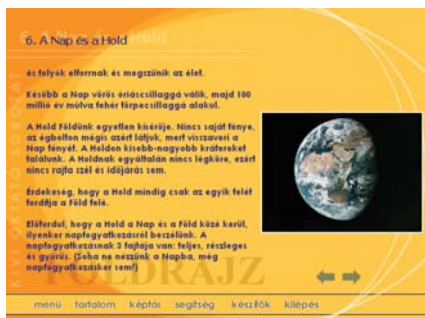 6. A Nap és a Hold
és folyók elforrnak és megszűnik az élet.
Később a Nap vörös óriáscsillaggá válik, majd 100
millió év múlva fehér törpecsillaggá alakul.
A Hold Földünk egyetlen kísérője. Nincs saját fénye,
az égbolton mégis azért látjuk, mert visszaveri a
Nap fényét. A Holdon kisebb-nagyobb krátereket
találunk. A Holdnak egyáltalán nincs légköre, ezért
nincs rajta szél és időjárás sem.
Érdekeség, hogy a Hold mindig csak az egyik felét
fordítja a Föld felé.
Előfordul, hogy a Hold a Nap és a Föld közé kerül,
ilyenkor napfogyatkozásról beszélünk. A
napfogyatkozásnak 3 fajtája van: teljes, részleges
és gyűrűs. (Soha ne nézzünk a Napba, még
napfogyatkozáskor sem!)
FÖLDRAJZ
menü tartalom képtár segítség készítők kilépés